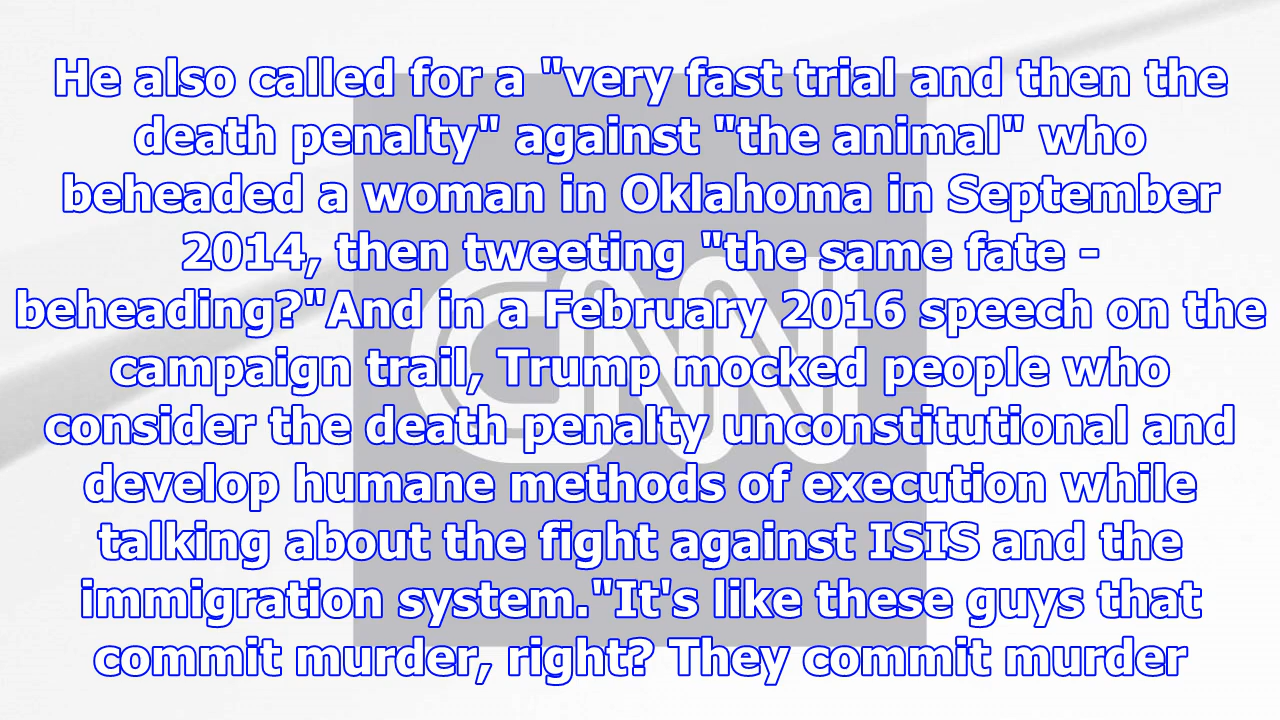 He also called for a "very fast trial and then the
death penalty" against "the animal" who
beheaded a woman in Oklahoma in September
2014, then tweeting "the same fate -
beheading?"And in a February 2016 speech on the
campaign trail, Trump mocked people who
consider the death penalty unconstitutional and
develop humane methods of execution while
talking about the fight against ISIS and the
immigration system."It's like these guys that
commit murder, right? They commit murder
CNN